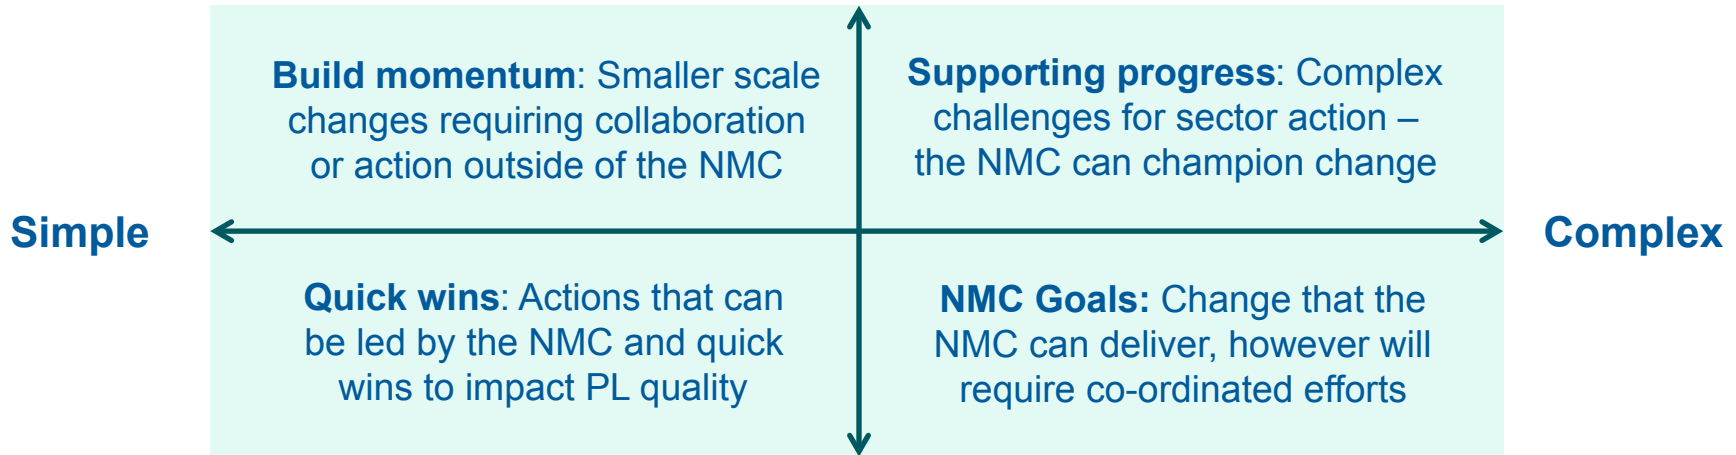 Build momentum: Smaller scale
changes requiring collaboration
or action outside of the NMC
Supporting progress: Complex
challenges for sector action –
the NMC can champion change
Simple
Complex
Quick wins: Actions that can
be led by the NMC and quick
wins to impact PL quality
NMC Goals: Change that the
NMC can deliver, however will
require co-ordinated efforts